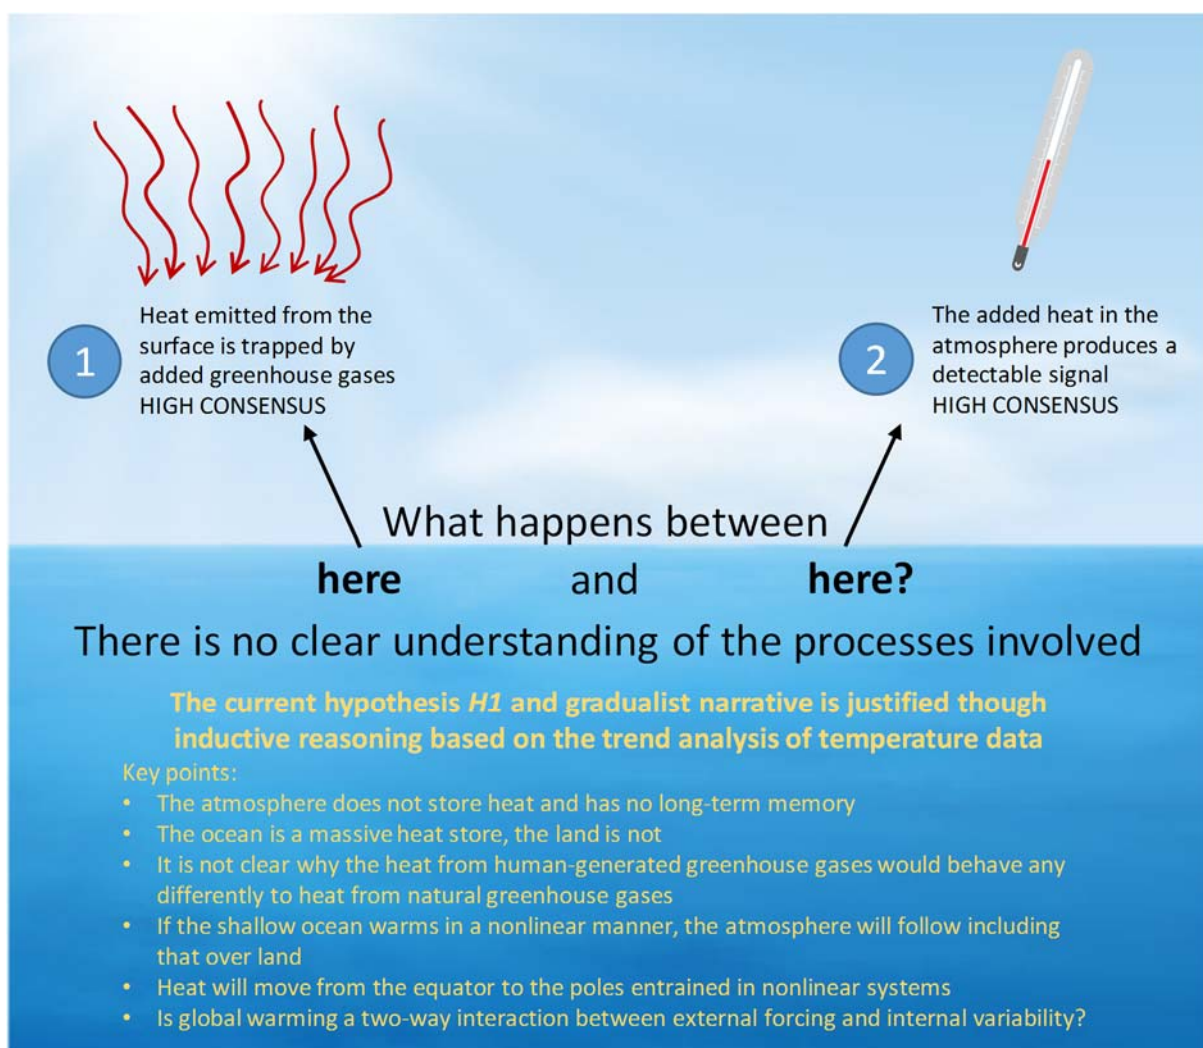 1
Heat emitted from the
surface is trapped by
added greenhouse gases
HIGH CONSENSUS
2
The added heat in the
atmosphere produces a
detectable signal
HIGH CONSENSUS
What happens between
here and here?
There is no clear understanding of the processes involved
The current hypothesis H1 and gradualist narrative is justified though
inductive reasoning based on the trend analysis of temperature data
Key points:
• The atmosphere does not store heat and has no long-term memory
• The ocean is a massive heat store, the land is not
• It is not clear why the heat from human-generated greenhouse gases would behave any
differently to heat from natural greenhouse gases
• If the shallow ocean warms in a nonlinear manner, the atmosphere will follow including
that over land
• Heat will move from the equator to the poles entrained in nonlinear systems
• Is global warming a two-way interaction between external forcing and internal variability?